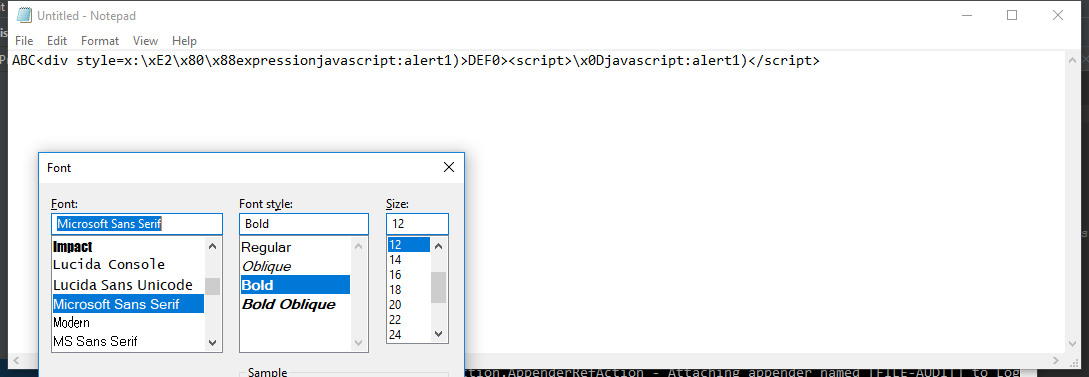 Untitled - Notepad
File Edit Format View Help
ABC<div style=x:\xE2\x80\x88expressionjavascript:alert1)>DEF0><script>\x0Djavascript:alert1)</script>
Font
Font: Font style: Size:
Microsoft Sans Serif Bold 12
Impact Regular 12
Lucida Console Oblique 14
Lucida Sans Unicode Bold 16
Microsoft Sans Serif Bold Oblique 18
Modern 20
MS Sans Serif 22
24
Sample
tion.AppenderRefAction - Attaching appender named [FILE-AUDIT] to Log